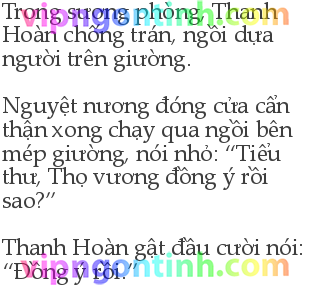 Trong sương phòng, Thanh
Hoàn chống trán, ngồi dựa
người trên giường.
Nguyệt nương đóng cửa cẩn
thận xong chạy qua ngồi bên
mép giường, nói nhỏ: “Tiểu
thư, Thọ vương đồng ý rồi
sao?”
Thanh Hoàn gật đầu cười nói:
“Đồng ý rồi.”
vipngontinh.com
vipngontinh.com